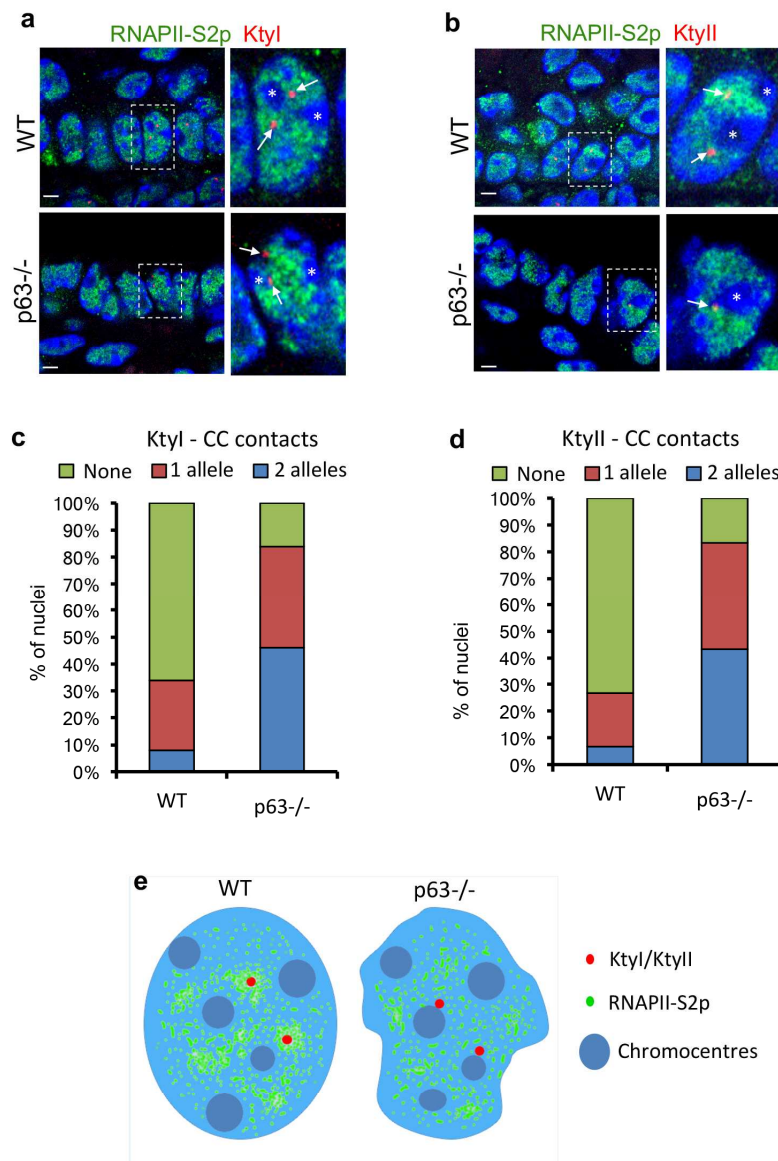 a
RNAPII-S2p KtyI
WT
p63-/-
b
RNAPII-S2p KtyII
WT
p63-/-
c
KtyI - CC contacts
None 1 allele 2 alleles
% of nuclei
100%
90%
80%
70%
60%
50%
40%
30%
20%
10%
0%
WT p63-/-
d
KtyII - CC contacts
None 1 allele 2 alleles
% of nuclei
100%
90%
80%
70%
60%
50%
40%
30%
20%
10%
0%
WT p63-/-
e
WT p63-/-
KtyI/KtyII
RNAPII-S2p
Chromocentres